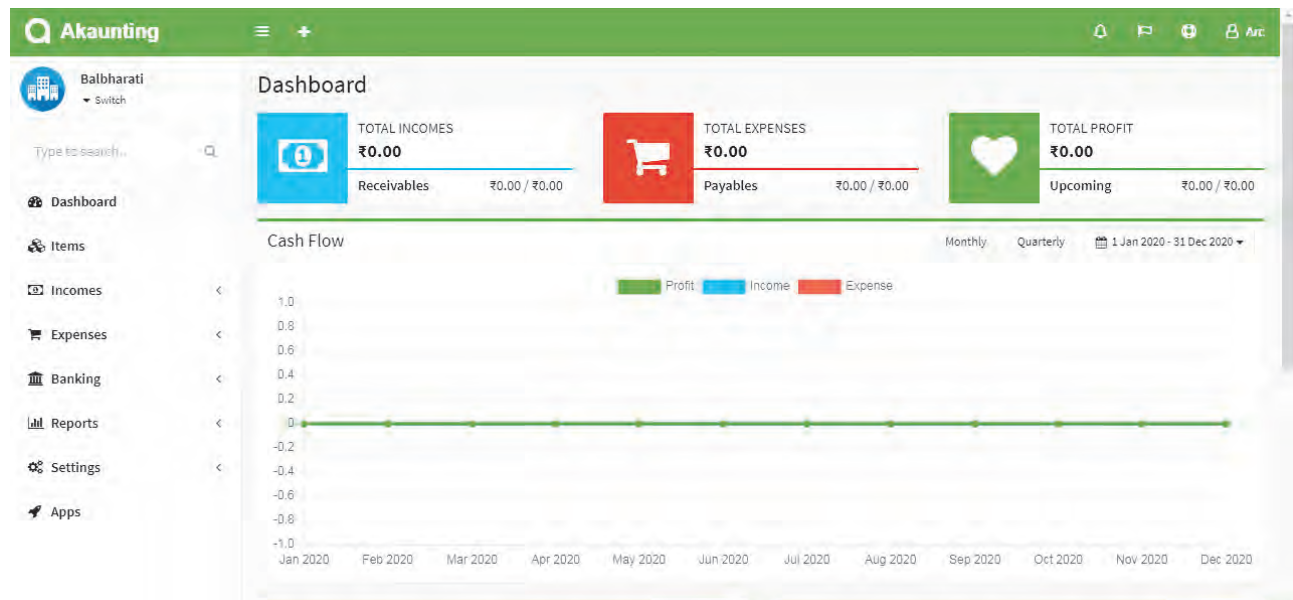 Akaunting
Arc
Balbharati
Switch
Type to search..
Dashboard
Items
Incomes
Expenses
Banking
Reports
Settings
Apps
Dashboard
TOTAL INCOMES
₹0.00
Receivables ₹0.00 / ₹0.00
TOTAL EXPENSES
₹0.00
Payables ₹0.00 / ₹0.00
TOTAL PROFIT
₹0.00
Upcoming ₹0.00 / ₹0.00
Cash Flow
Monthly Quarterly 1 Jan 2020 - 31 Dec 2020
Profit Income Expense
1.0
0.8
0.6
0.4
0.2
0
-0.2
-0.4
-0.6
-0.8
-1.0
Jan 2020 Feb 2020 Mar 2020 Apr 2020 May 2020 Jun 2020 Jul 2020 Aug 2020 Sep 2020 Oct 2020 Nov 2020 Dec 2020